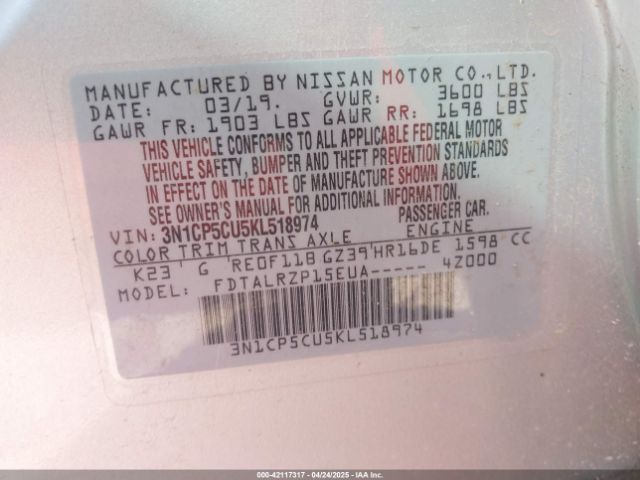 MANUFACTURED BY NISSAN MOTOR CO., LTD.
DATE: 03/19. GVWR: 3600 LBS
GAWR FR: 1903 LBS GAWR RR: 1698 LBS
THIS VEHICLE CONFORMS TO ALL APPLICABLE FEDERAL MOTOR
VEHICLE SAFETY, BUMPER AND THEFT PREVENTION STANDARDS
IN EFFECT ON THE DATE OF MANUFACTURE SHOWN ABOVE.
SEE OWNER'S MANUAL FOR ADDITIONAL INFORMATION.
VIN: 3N1CP5CU5KL518974 PASSENGER CAR.
COLOR TRIM TRANS AXLE ENGINE
K23 G RE0F11B GZ39 HR16DE 1598 CC
MODEL: FDTALRZP15EUA----- 42000
3N1CP5CU5KL518974
000-42117317 - 04/24/2025 - IAAI.COM